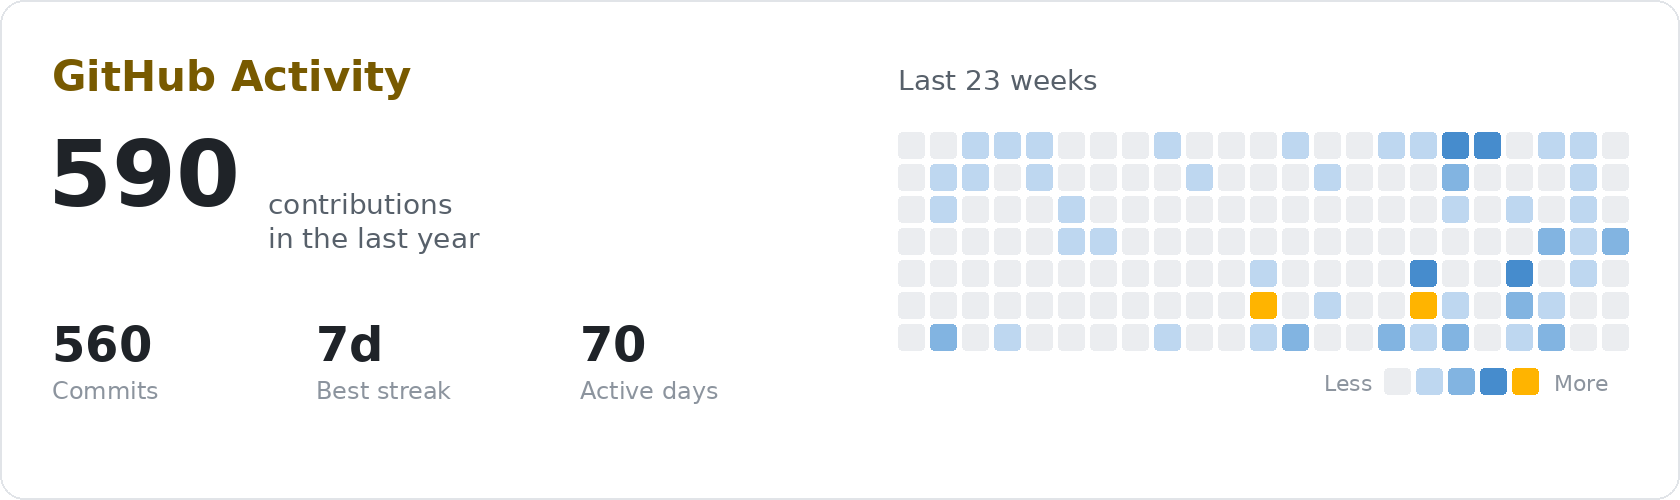 GitHub Activity
590
contributions
in the last year
560
Commits
7d
Best streak
70
Active days
Last 23 weeks
Less
More